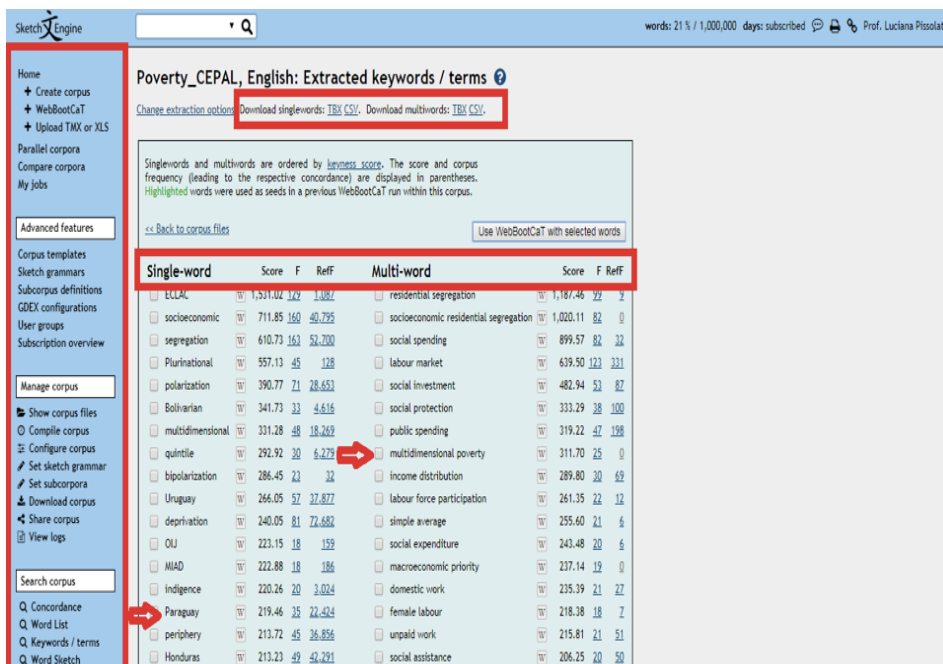 Sketch Engine
words: 21 % / 1,000,000 days: subscribed Prof. Luciana Pissolat
Home
+ Create corpus
+ WebBootCaT
+ Upload TMX or XLS
Parallel corpora
Compare corpora
My jobs
Advanced features
Corpus templates
Sketch grammars
Subcorpus definitions
GDEX configurations
User groups
Subscription overview
Manage corpus
Show corpus files
Compile corpus
Configure corpus
Set sketch grammar
Set subcorpora
Download corpus
Share corpus
View logs
Search corpus
Concordance
Word List
Keywords / terms
Word Sketch
Poverty_CEPAL, English: Extracted keywords / terms ?
Change extraction options Download singlewords: TBX CSV. Download multiwords: TBX CSV.
Singlewords and multiwords are ordered by keyness score. The score and corpus
frequency (leading to the respective concordance) are displayed in parentheses.
Highlighted words were used as seeds in a previous WebBootCaT run within this corpus.
<< Back to corpus files Use WebBootCaT with selected words
Single-word Score F RefF Multi-word Score F RefF
ECLAC W 1,531.02 129 1,087 residential segregation W 1,187.46 99 9
socioeconomic W 711.85 160 40,795 socioeconomic residential segregation W 1,020.11 82 0
segregation W 610.73 163 52,700 social spending W 899.57 82 32
Plurinational W 557.13 45 128 labour market W 639.50 123 331
polarization W 390.77 71 28,653 social investment W 482.94 53 87
Bolivarian W 341.73 33 4,616 social protection W 333.29 38 100
multidimensional W 331.28 48 18,269 public spending W 319.22 47 198
quintile W 292.92 30 6,279 multidimensional poverty W 311.70 25 0
bipolarization W 286.45 23 32 income distribution W 289.80 30 69
Uruguay W 266.05 57 37,877 labour force participation W 261.35 22 12
deprivation W 240.05 81 72,682 simple average W 255.60 21 6
OIJ W 223.15 18 159 social expenditure W 243.48 20 6
MIAD W 222.88 18 186 macroeconomic priority W 237.14 19 0
indigence W 220.26 20 3,024 domestic work W 235.39 21 27
Paraguay W 219.46 35 22,424 female labour W 218.38 18 7
periphery W 213.72 45 36,856 unpaid work W 215.81 21 51
Honduras W 213.23 49 42,291 social assistance W 206.25 20 50